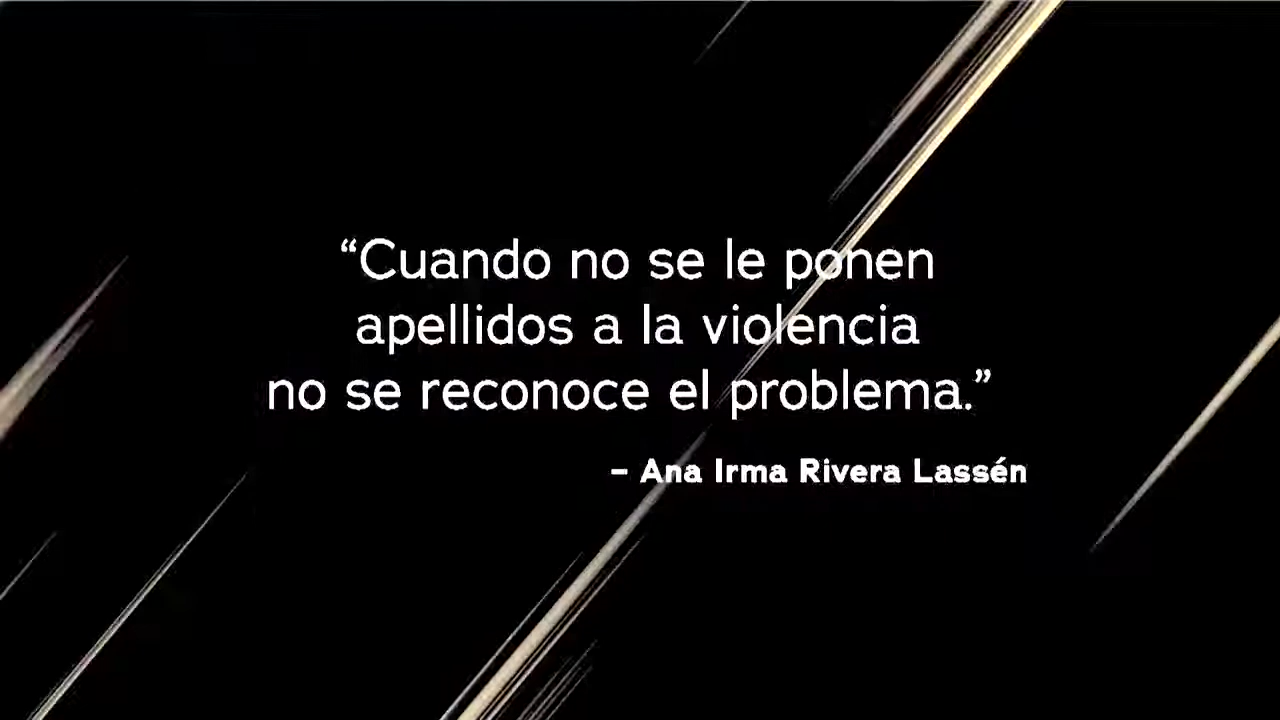 “Cuando no se le ponen
apellidos a la violencia
no se reconoce el problema.”
– Ana Irma Rivera Lassén